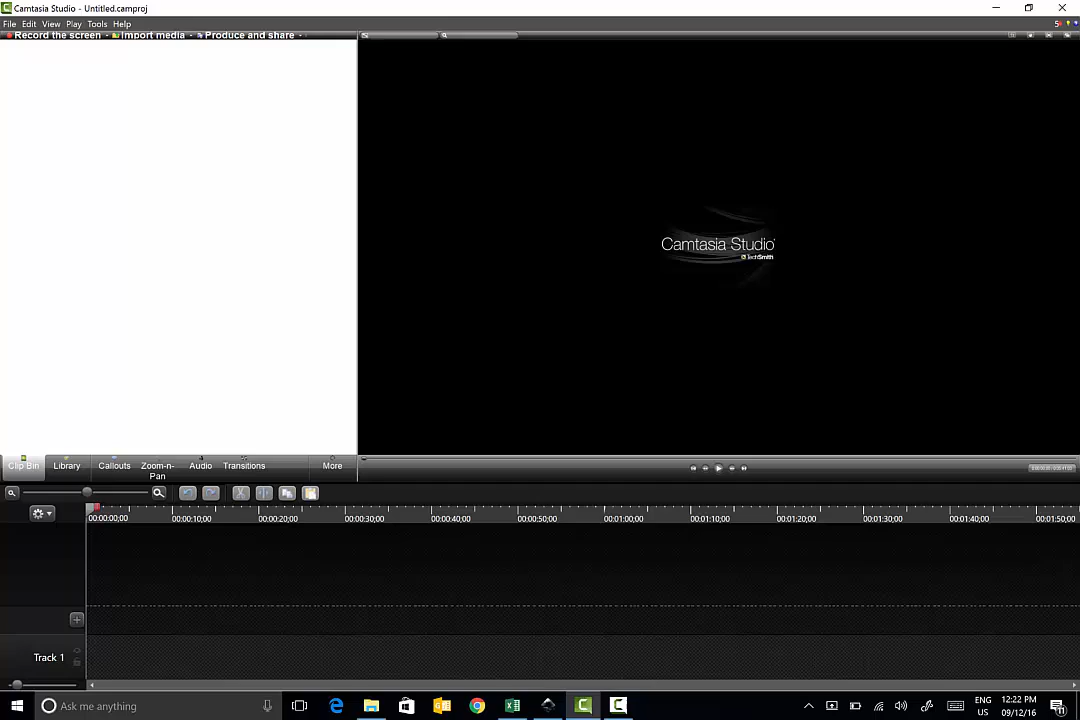 Camtasia Studio - Untitled.camproj
File Edit View Play Tools Help
Record the screen Import media Produce and share
Camtasia Studio
TechSmith
Clip Bin Library Callouts Zoom-n-Pan Audio Transitions More
00:00:00;00 00:00:10;00 00:00:20;00 00:00:30;00 00:00:40;00 00:00:50;00 00:01:00;00 00:01:10;00 00:01:20;00 00:01:30;00 00:01:40;00 00:01:50;00
Track 1
Ask me anything
ENG 12:22 PM
US 09/12/16